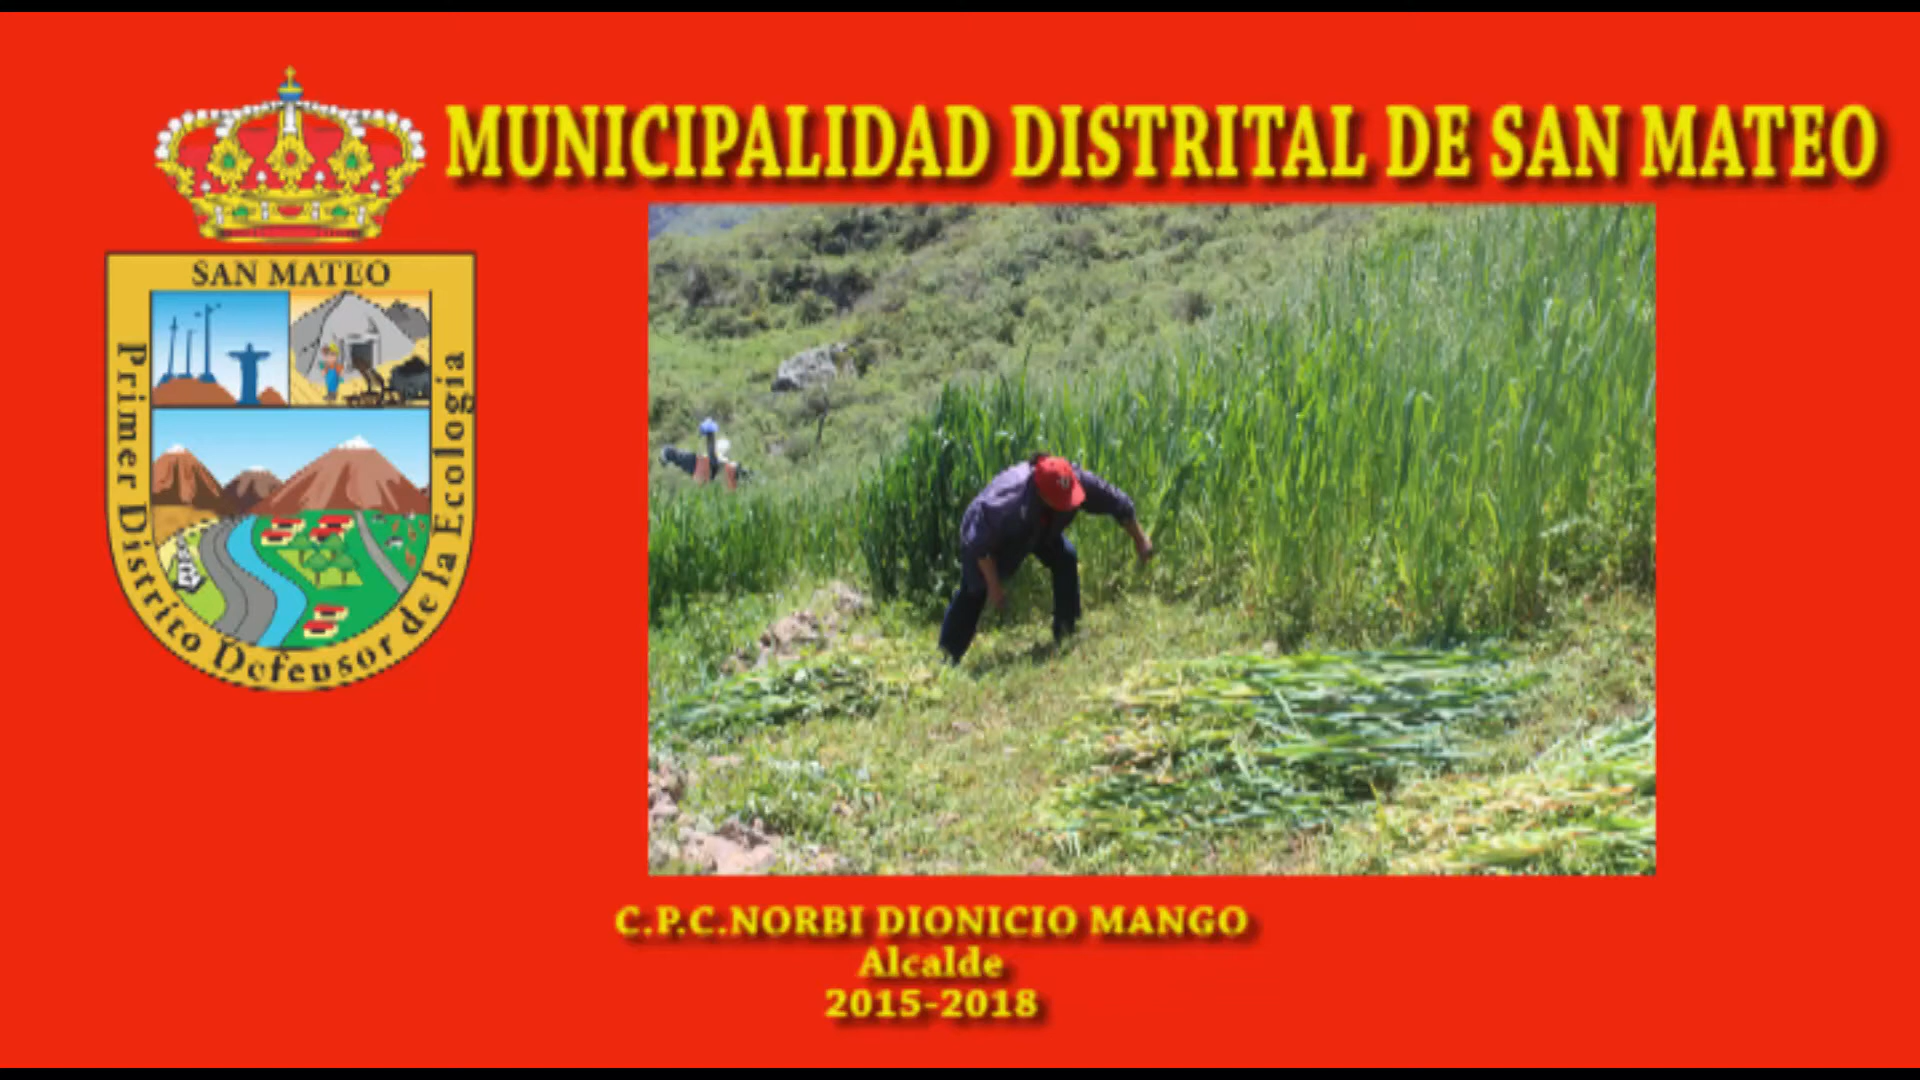 MUNICIPALIDAD DISTRITAL DE SAN MATEO
SAN MATEO
Primer Distrito Defensor de la Ecología
C.P.C.NORBI DIONICIO MANGO
Alcalde
2015-2018